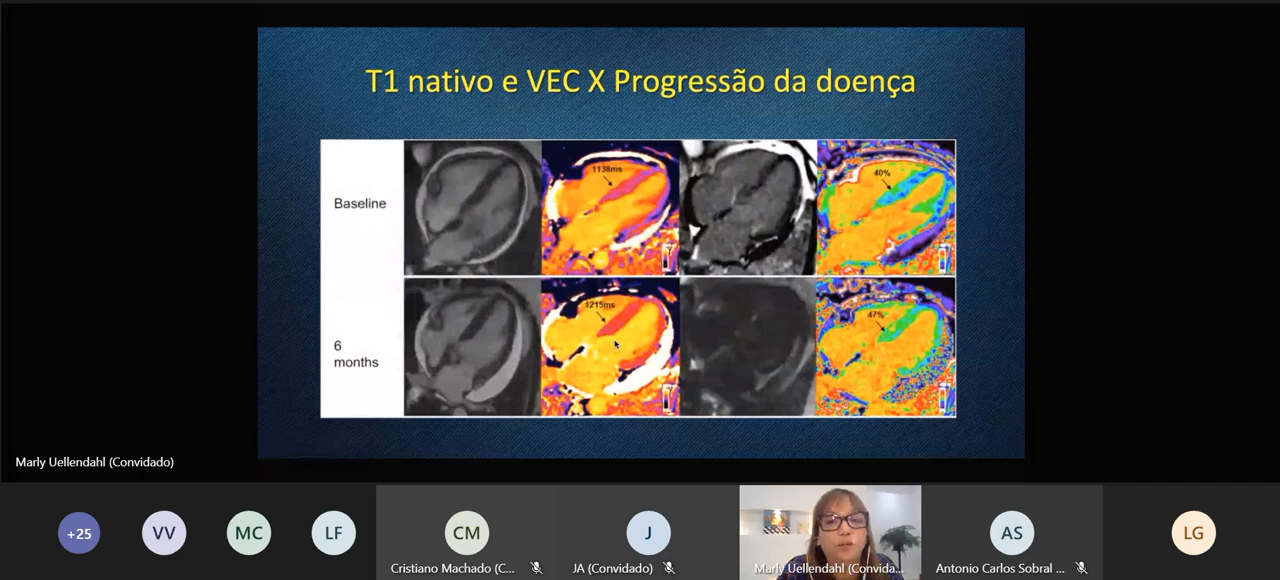 T1 nativo e VEC X Progressão da doença
Baseline
1138ms
40%
6
months
1215ms
47%
Marly Uellendahl (Convidado)
+25
VV
MC
LF
CM
Cristiano Machado (C...
J
JA (Convidado)
Marly Uellendahl (Convida...
AS
Antonio Carlos Sobral ...
LG